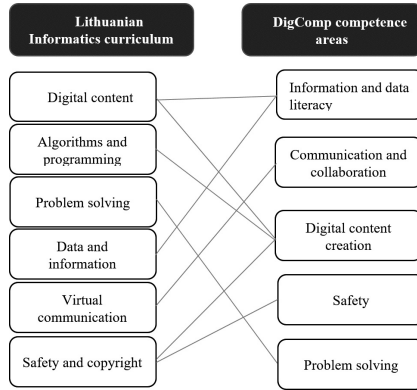 Lithuanian
Informatics curriculum
DigComp competence
areas
Digital content
Algorithms and
programming
Problem solving
Data and
information
Virtual
communication
Safety and copyright
Information and data
literacy
Communication and
collaboration
Digital content
creation
Safety
Problem solving